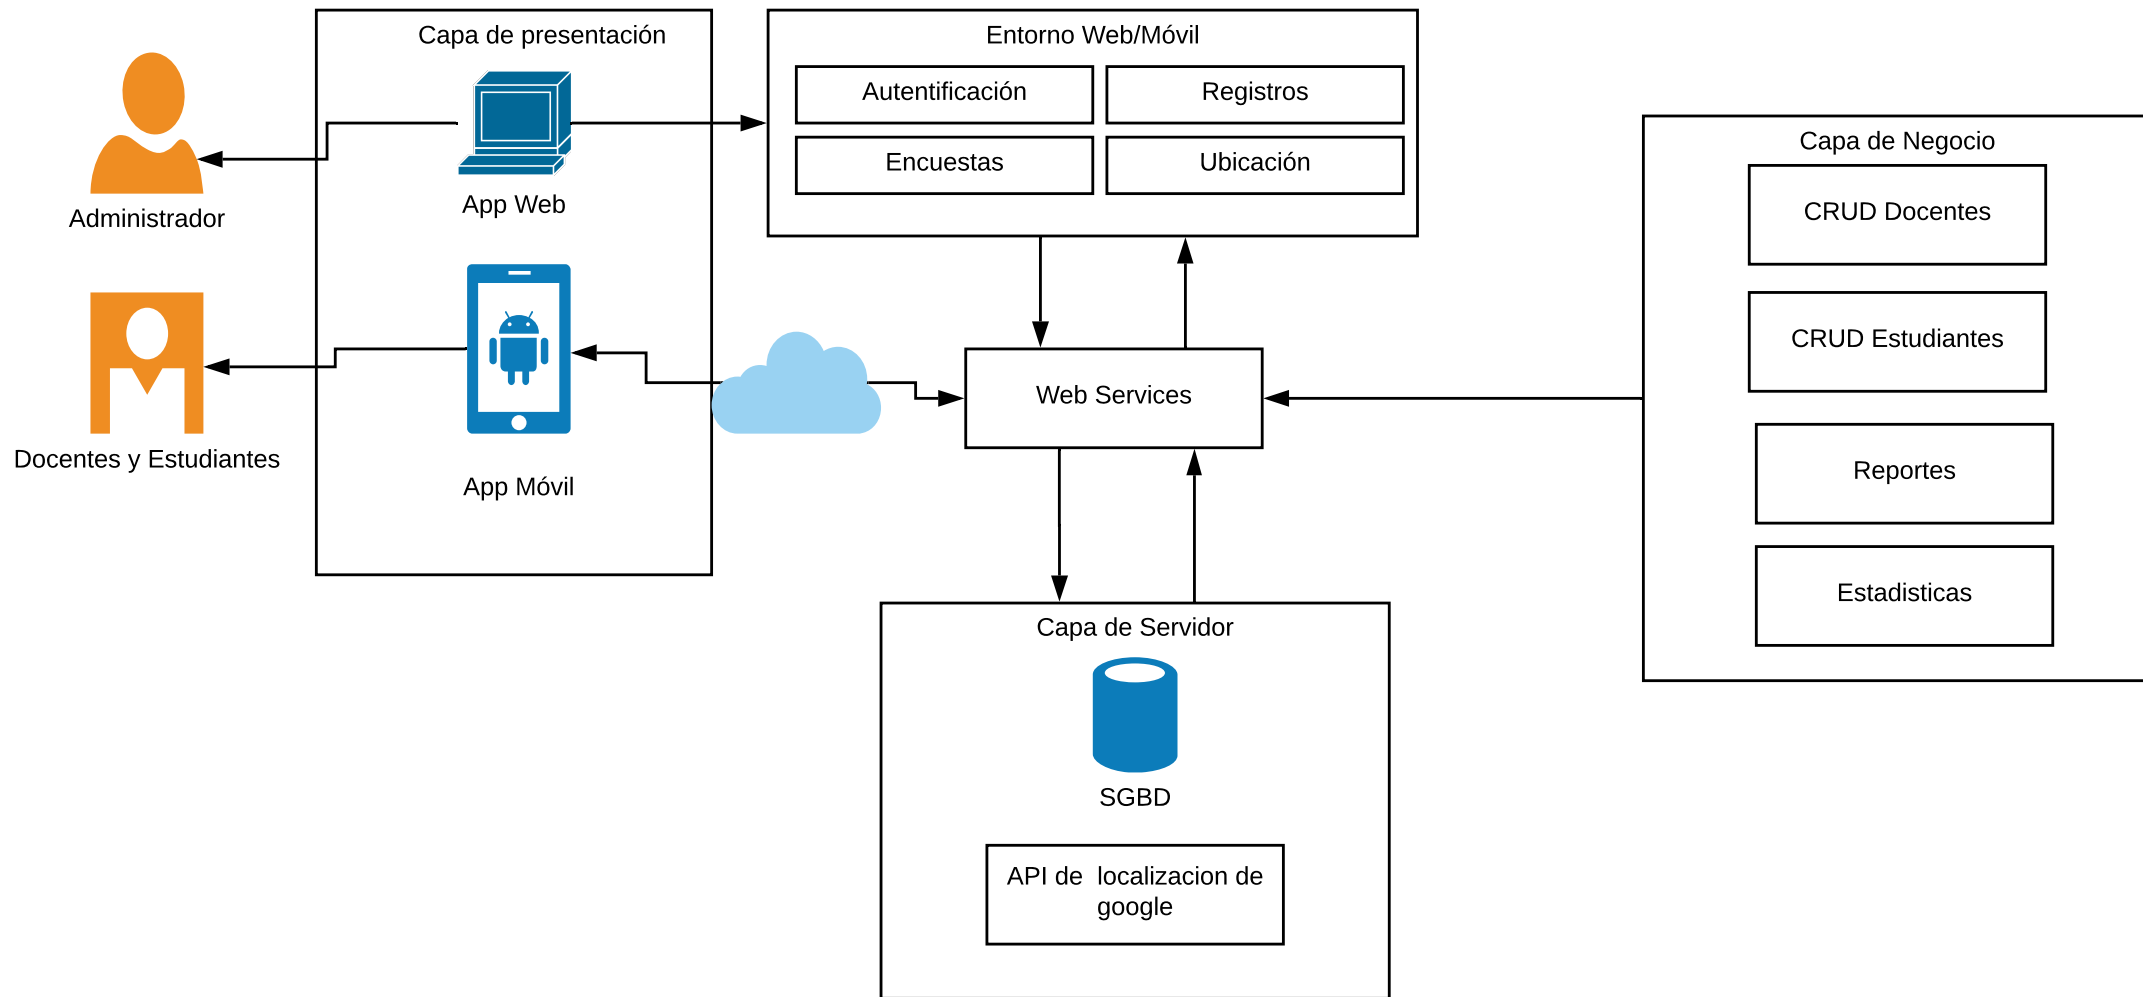 Capa de presentación
App Web
App Móvil
Administrador
Docentes y Estudiantes
Entorno Web/Móvil
Autentificación
Registros
Encuestas
Ubicación
Web Services
Capa de Servidor
SGBD
API de  localizacion de
google
Capa de Negocio
CRUD Docentes
CRUD Estudiantes
Reportes
Estadisticas